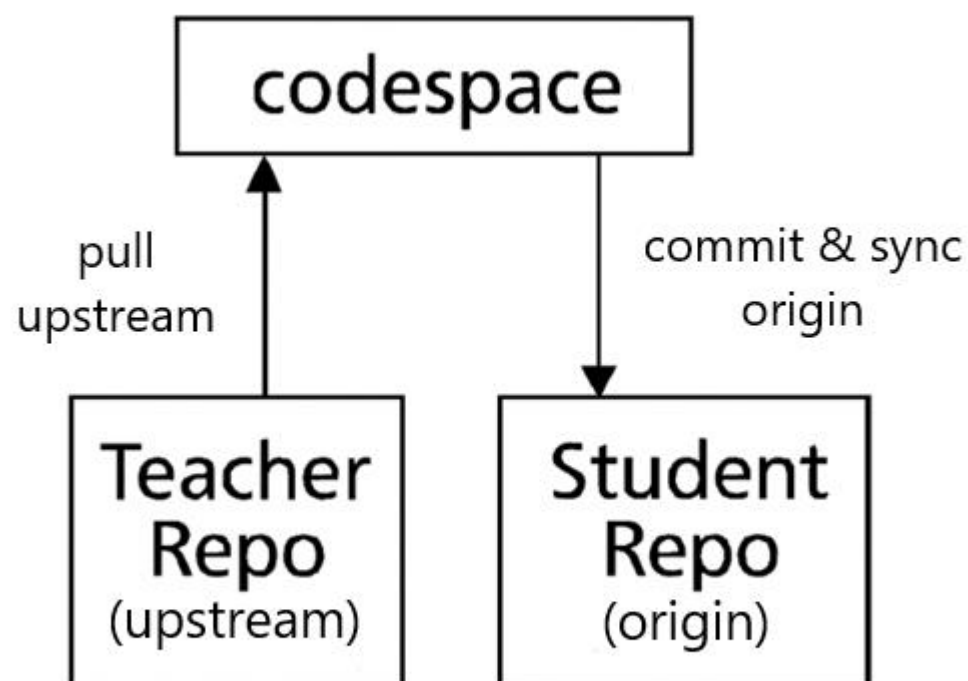 codespace
pull
upstream
commit & sync
origin
Teacher
Repo
(upstream)
Student
Repo
(origin)